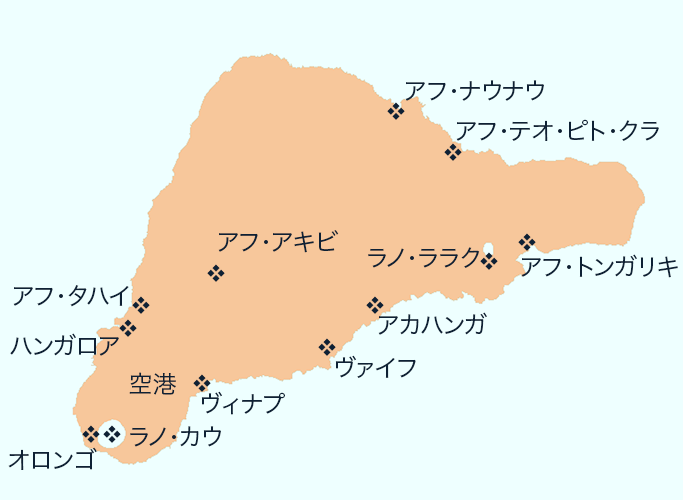 アフ・ナウナウ
アフ・テオ・ピト・クラ
アフ・アキビ
ラノ・ララク
アフ・トンガリキ
アフ・タハイ
アカハンガ
ハンガロア
ヴァイフ
空港
ヴィナプ
ラノ・カウ
オロンゴ